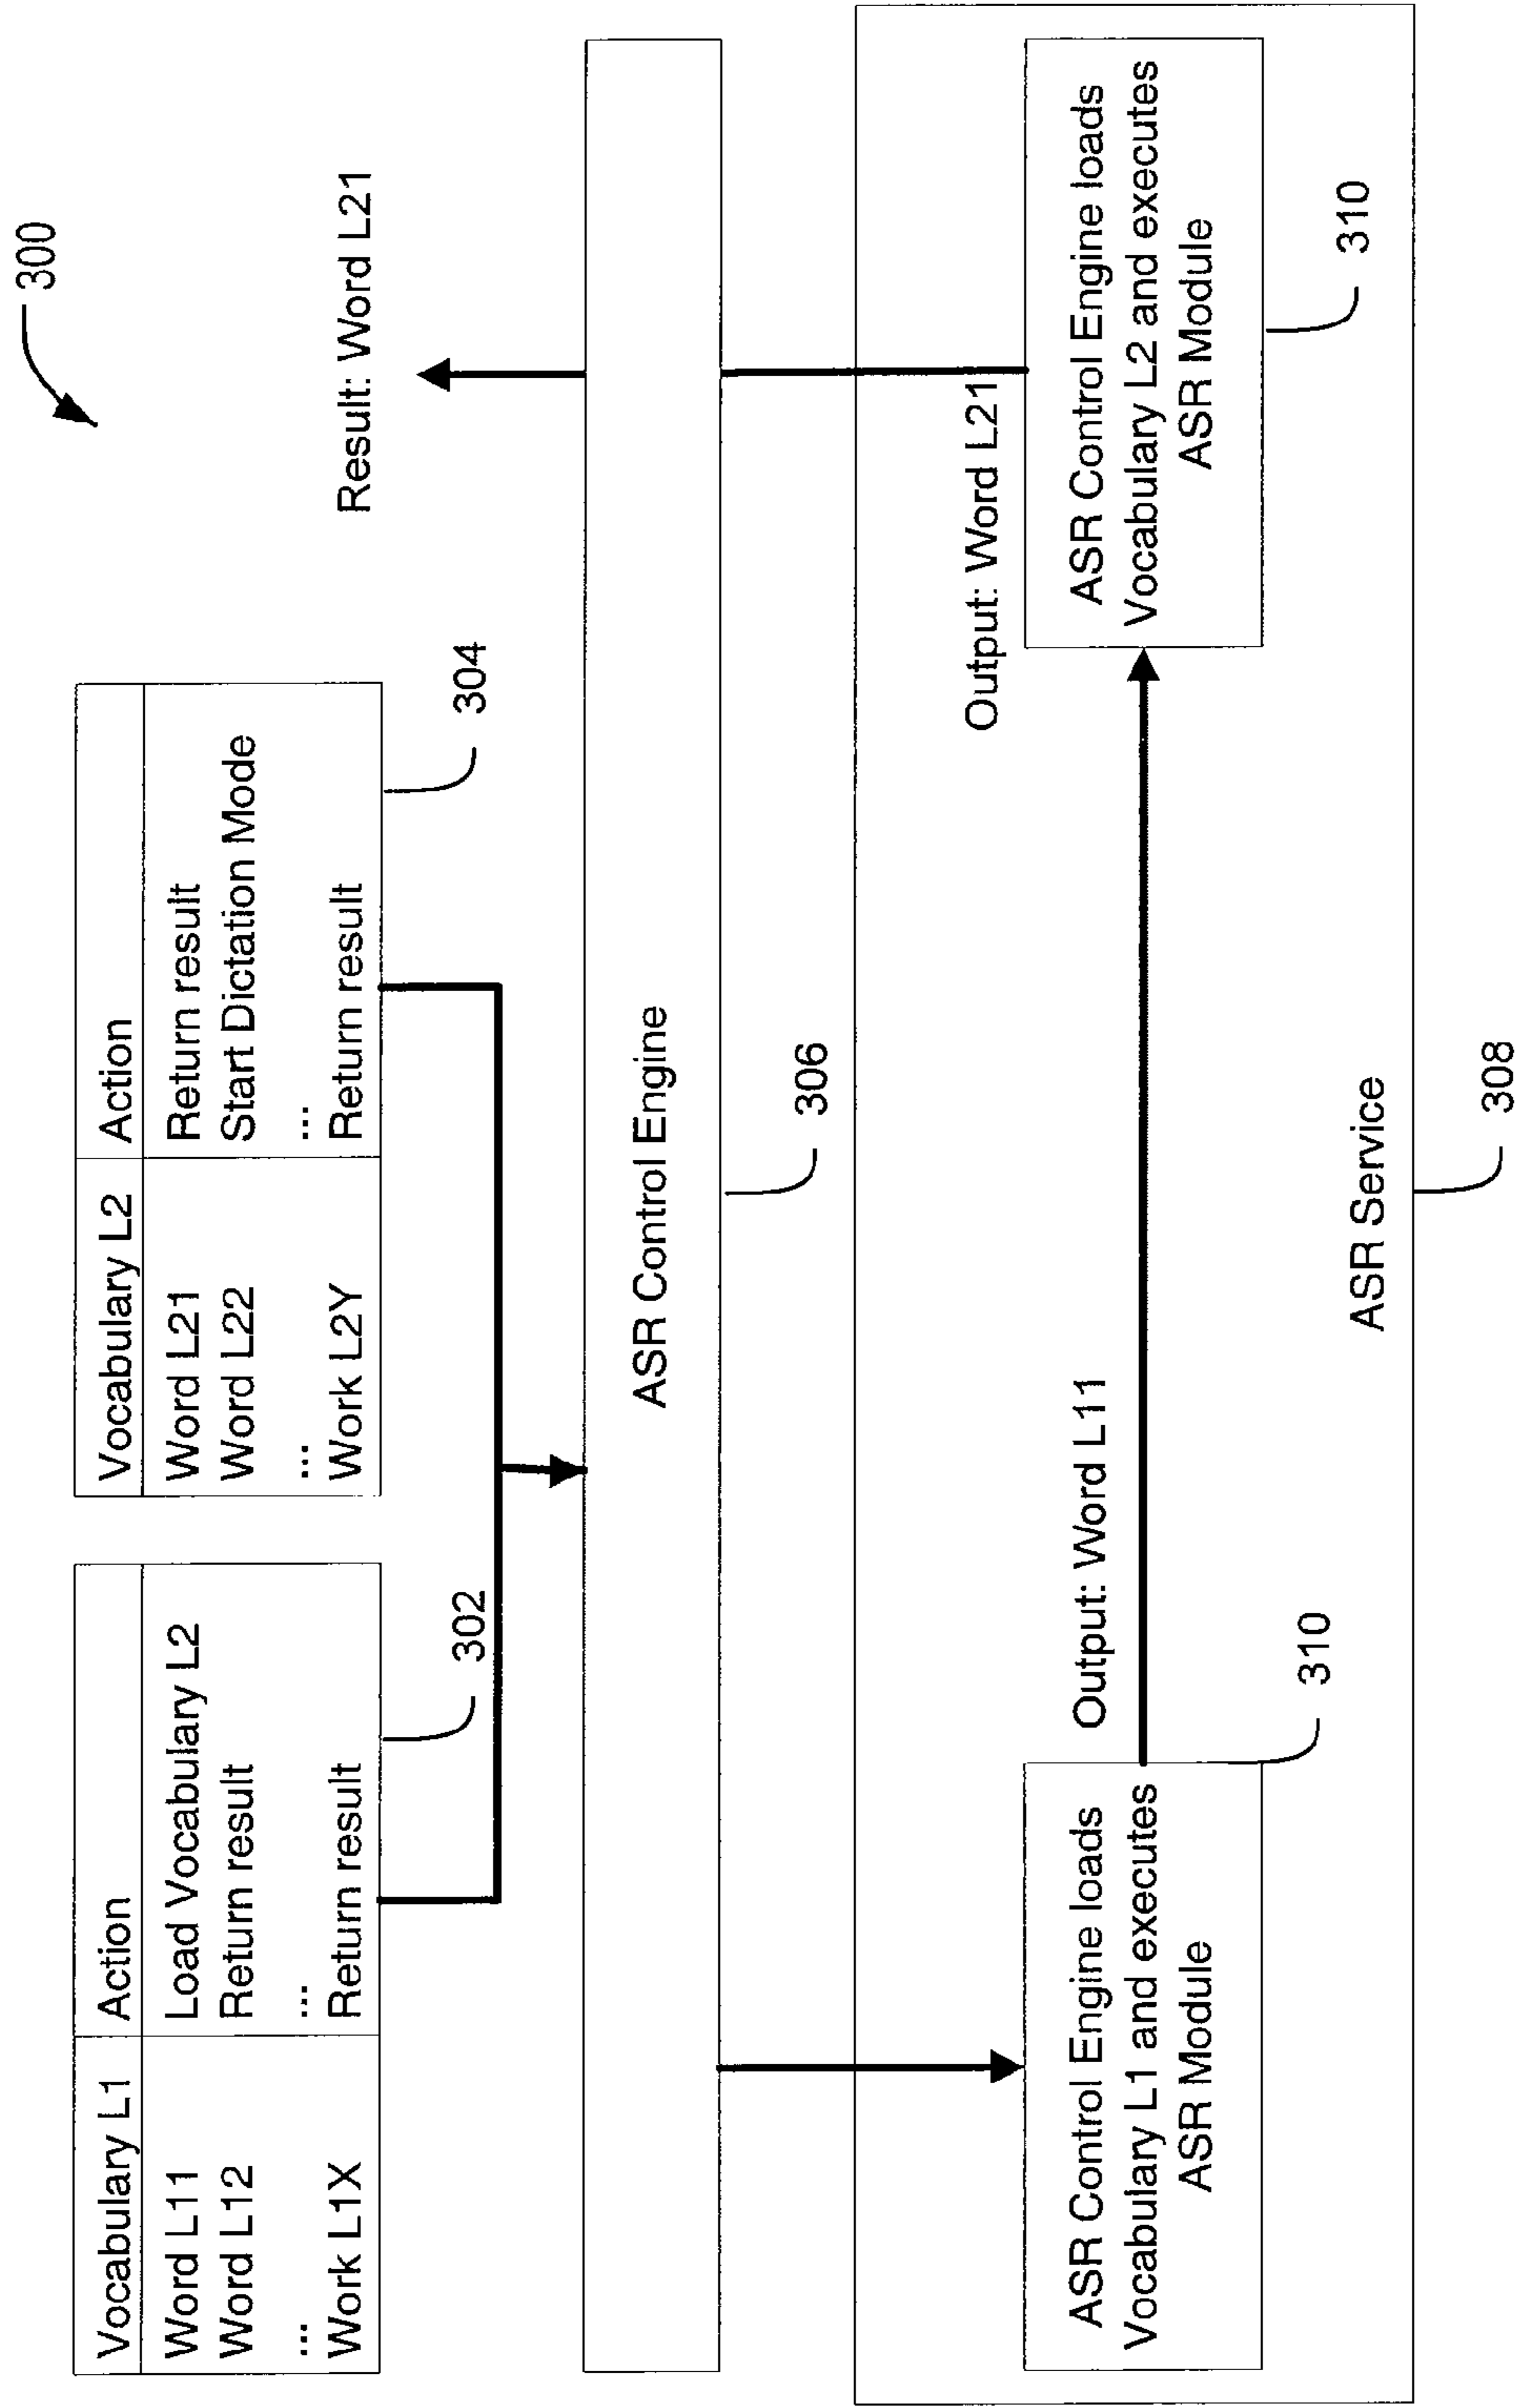 300
Vocabulary L1 Action
Word L11 Load Vocabulary L2
Word L12 Return result
... ...
Work L1X Return result
302
Vocabulary L2 Action
Word L21 Return result
Word L22 Start Dictation Mode
... ...
Work L2Y Return result
304
Result: Word L21
ASR Control Engine
306
ASR Control Engine loads
Vocabulary L1 and executes
ASR Module
310
Output: Word L11
Output: Word L21
ASR Control Engine loads
Vocabulary L2 and executes
ASR Module
310
ASR Service
308